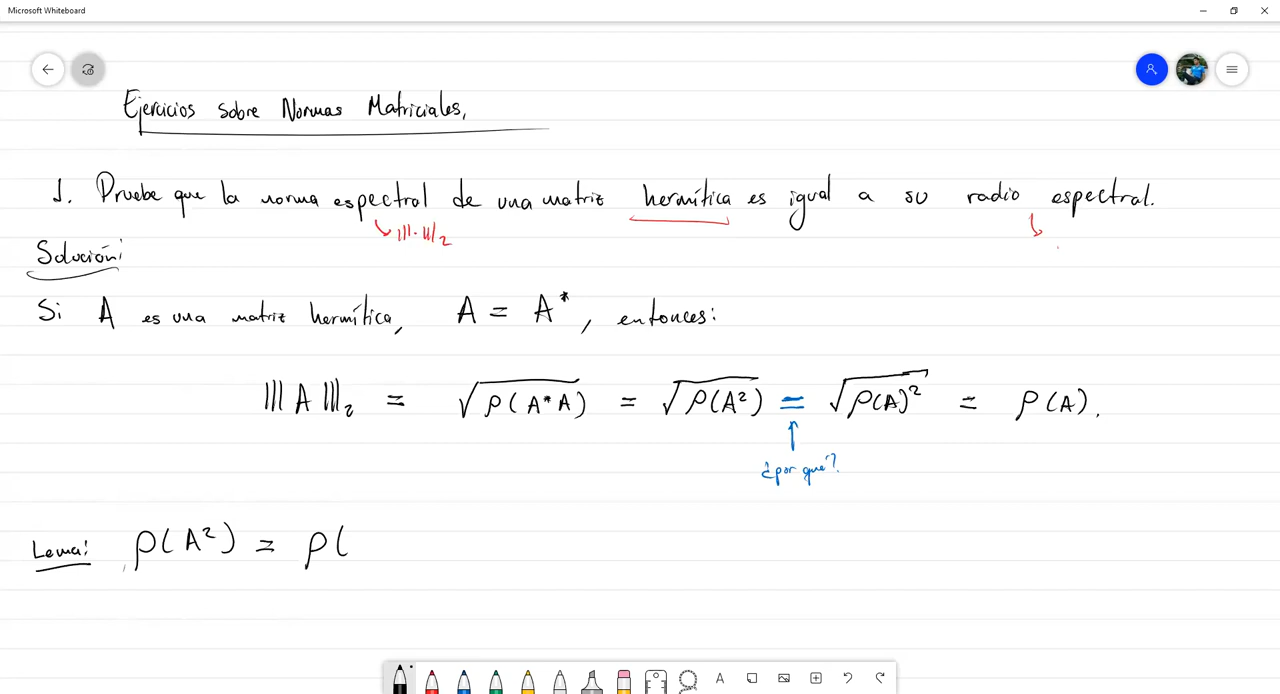 Microsoft Whiteboard
Ejercicios sobre Normas Matriciales,
1. Pruebe que la norma espectral de una matriz hermítica es igual a su radio espectral.
|||·|||₂
Solución:
Si A es una matriz hermítica, A = A*, entonces:
|||A|||₂ = √ρ(A*A) = √ρ(A²) = √ρ(A)² = ρ(A).
¿por qué?
Lema: ρ(A²) = ρ(
A